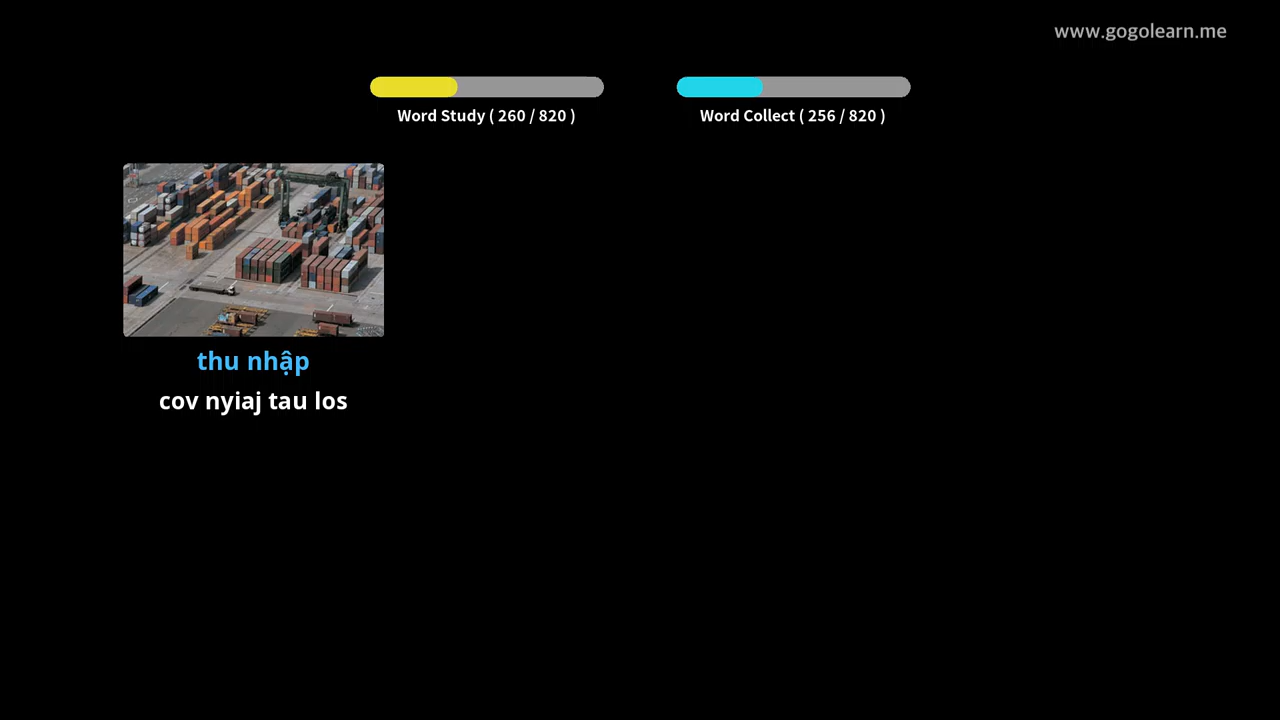 www.gogolearn.me
Word Study ( 260 / 820 )
Word Collect ( 256 / 820 )
thu nhập
cov nyiaj tau los